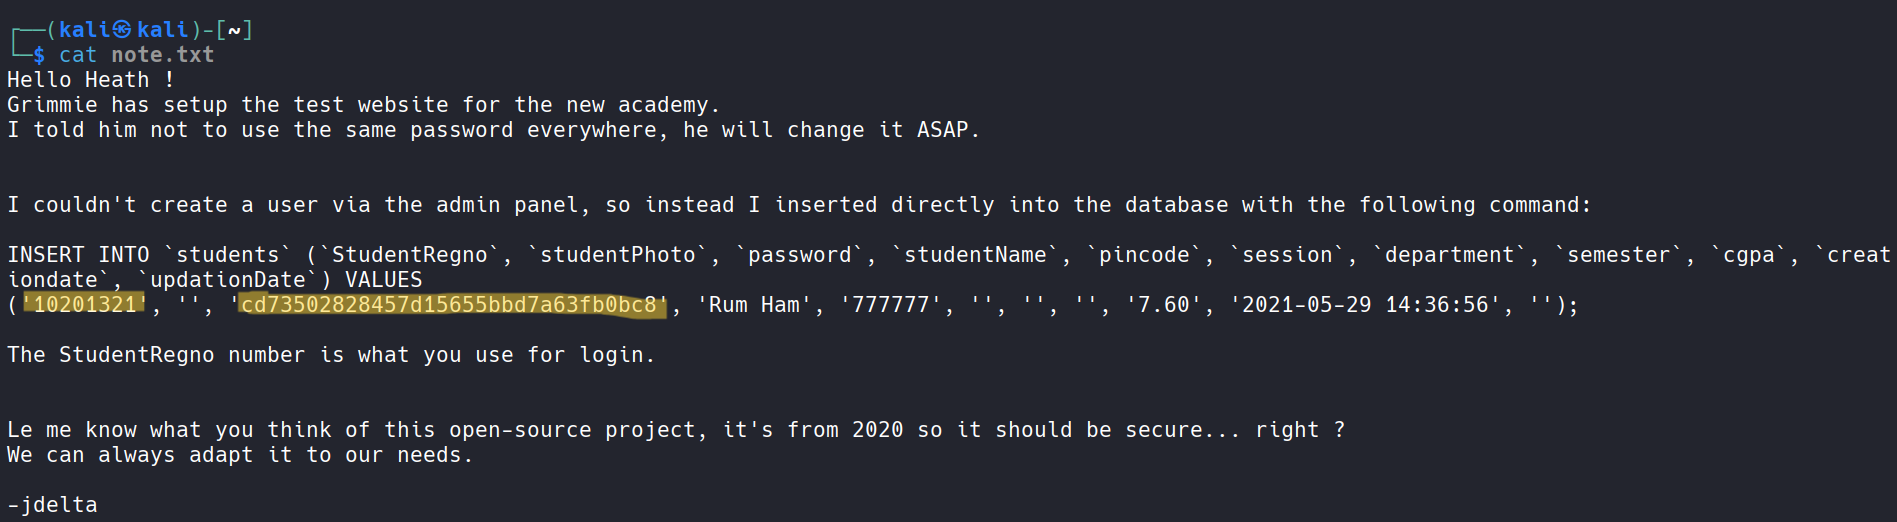 ┌──(kali㉿kali)-[~]
└─$ cat note.txt
Hello Heath !
Grimmie has setup the test website for the new academy.
I told him not to use the same password everywhere, he will change it ASAP.
I couldn't create a user via the admin panel, so instead I inserted directly into the database with the following command:
INSERT INTO `students` (`StudentRegno`, `studentPhoto`, `password`, `studentName`, `pincode`, `session`, `department`, `semester`, `cgpa`, `creat
iondate`, `updationDate`) VALUES
('10201321', '', 'cd73502828457d15655bbd7a63fb0bc8', 'Rum Ham', '777777', '', '', '', '7.60', '2021-05-29 14:36:56', '');
The StudentRegno number is what you use for login.
Le me know what you think of this open-source project, it's from 2020 so it should be secure... right ?
We can always adapt it to our needs.
-jdelta